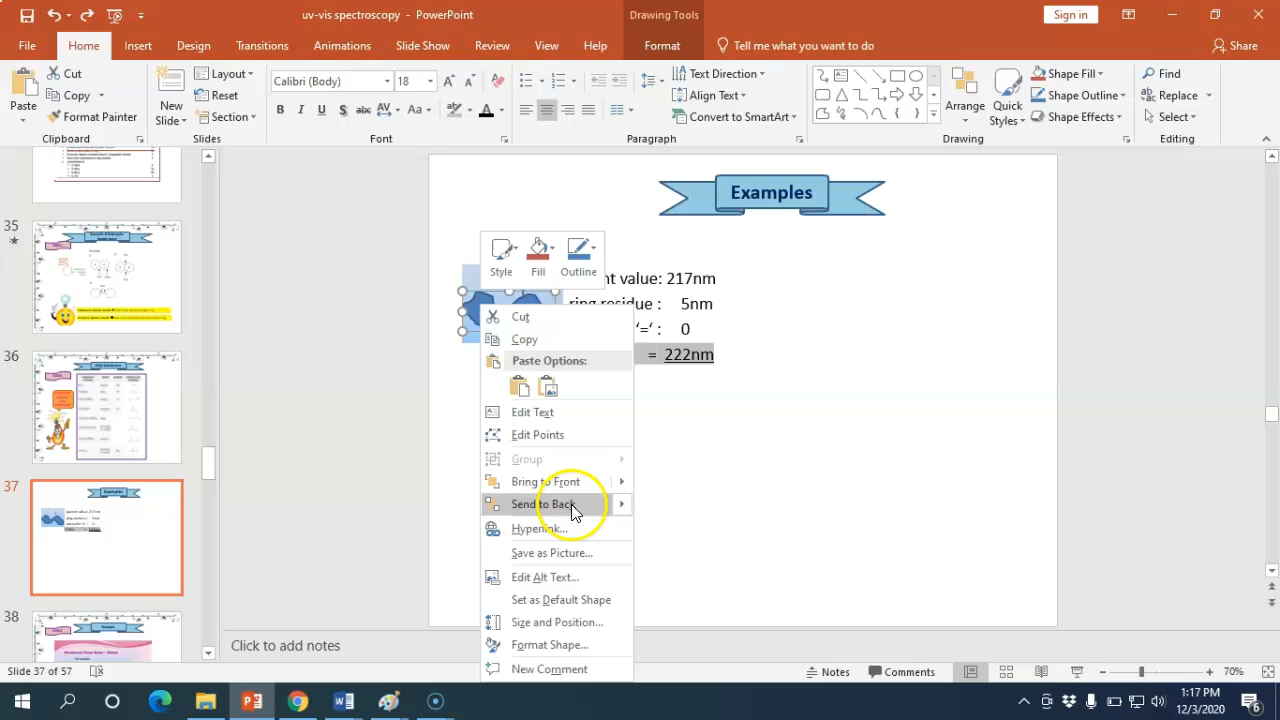 uv-vis spectroscopy - PowerPoint
Drawing Tools
Sign in
File Home Insert Design Transitions Animations Slide Show Review View Help Format Tell me what you want to do Share
Paste
Cut
Copy
Format Painter
Clipboard
New Slide
Layout
Reset
Section
Slides
Calibri (Body) 18
B I U S abc AV Aa A
Font
Text Direction
Align Text
Convert to SmartArt
Paragraph
Arrange
Quick Styles
Shape Fill
Shape Outline
Shape Effects
Drawing
Find
Replace
Select
Editing
35
36
37
Examples
38
Examples
Examples
Style Fill Outline
nt value: 217nm
ring residue : 5nm
'=' : 0
= 222nm
Cut
Copy
Paste Options:
Edit Text
Edit Points
Group
Bring to Front
Send to Back
Hyperlink...
Save as Picture...
Edit Alt Text...
Set as Default Shape
Size and Position...
Format Shape...
New Comment
Click to add notes
Slide 37 of 57
Notes Comments 70%
1:17 PM
12/3/2020
6